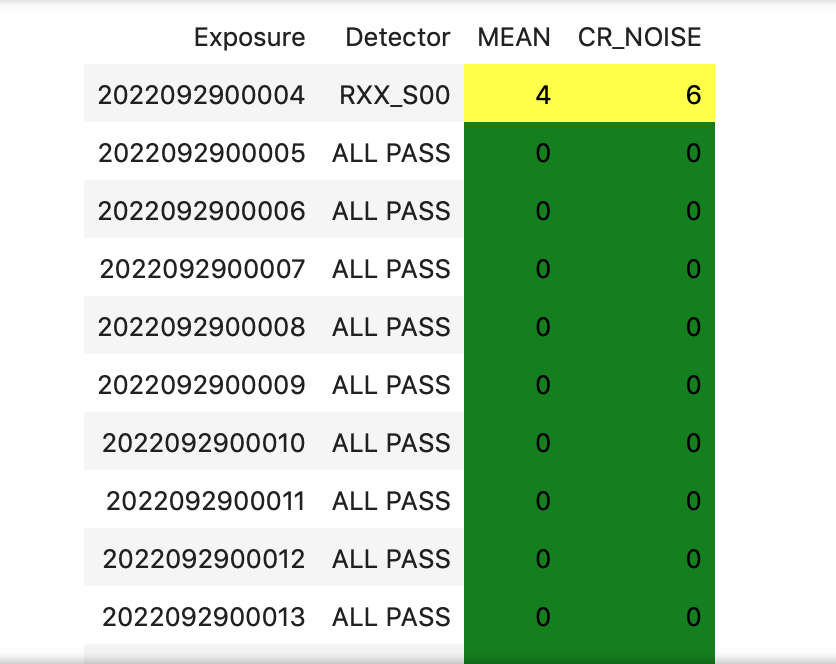 Exposure Detector MEAN CR_NOISE
2022092900004 RXX_S00 4 6
2022092900005 ALL PASS 0 0
2022092900006 ALL PASS 0 0
2022092900007 ALL PASS 0 0
2022092900008 ALL PASS 0 0
2022092900009 ALL PASS 0 0
2022092900010 ALL PASS 0 0
2022092900011 ALL PASS 0 0
2022092900012 ALL PASS 0 0
2022092900013 ALL PASS 0 0